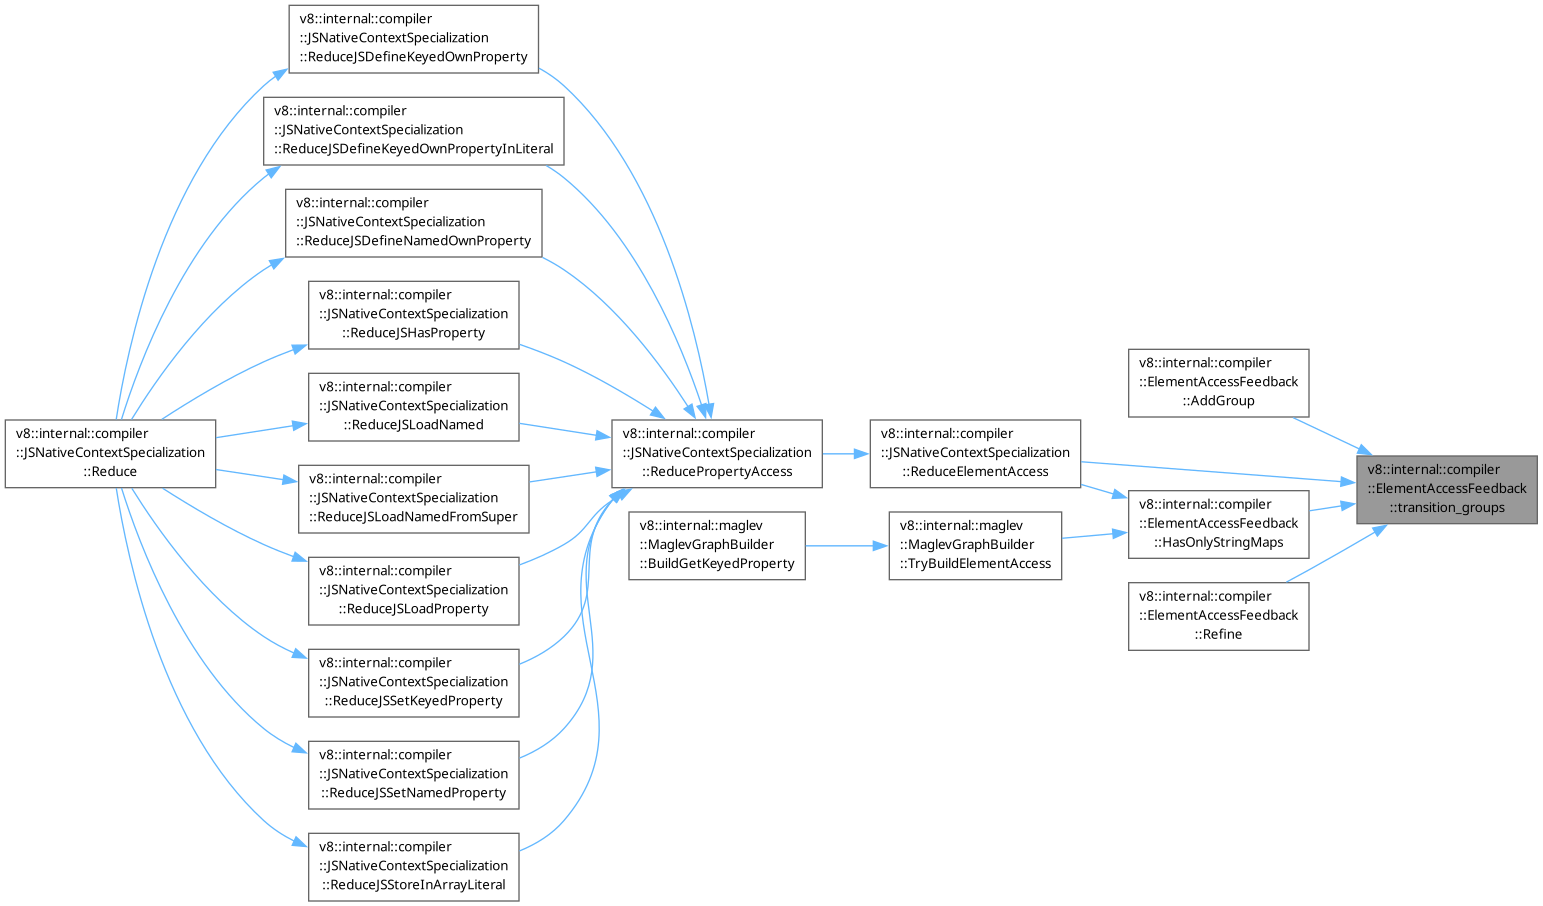 v8::internal::compiler
::JSNativeContextSpecialization
::ReduceJSDefineKeyedOwnProperty
v8::internal::compiler
::JSNativeContextSpecialization
::ReduceJSDefineKeyedOwnPropertyInLiteral
v8::internal::compiler
::JSNativeContextSpecialization
::ReduceJSDefineNamedOwnProperty
v8::internal::compiler
::JSNativeContextSpecialization
::ReduceJSHasProperty
v8::internal::compiler
::JSNativeContextSpecialization
::ReduceJSLoadNamed
v8::internal::compiler
::JSNativeContextSpecialization
::ReduceJSLoadNamedFromSuper
v8::internal::compiler
::JSNativeContextSpecialization
::ReduceJSLoadProperty
v8::internal::compiler
::JSNativeContextSpecialization
::ReduceJSSetKeyedProperty
v8::internal::compiler
::JSNativeContextSpecialization
::ReduceJSSetNamedProperty
v8::internal::compiler
::JSNativeContextSpecialization
::ReduceJSStoreInArrayLiteral
v8::internal::compiler
::JSNativeContextSpecialization
::Reduce
v8::internal::compiler
::JSNativeContextSpecialization
::ReducePropertyAccess
v8::internal::maglev
::MaglevGraphBuilder
::BuildGetKeyedProperty
v8::internal::compiler
::JSNativeContextSpecialization
::ReduceElementAccess
v8::internal::maglev
::MaglevGraphBuilder
::TryBuildElementAccess
v8::internal::compiler
::ElementAccessFeedback
::AddGroup
v8::internal::compiler
::ElementAccessFeedback
::HasOnlyStringMaps
v8::internal::compiler
::ElementAccessFeedback
::Refine
v8::internal::compiler
::ElementAccessFeedback
::transition_groups